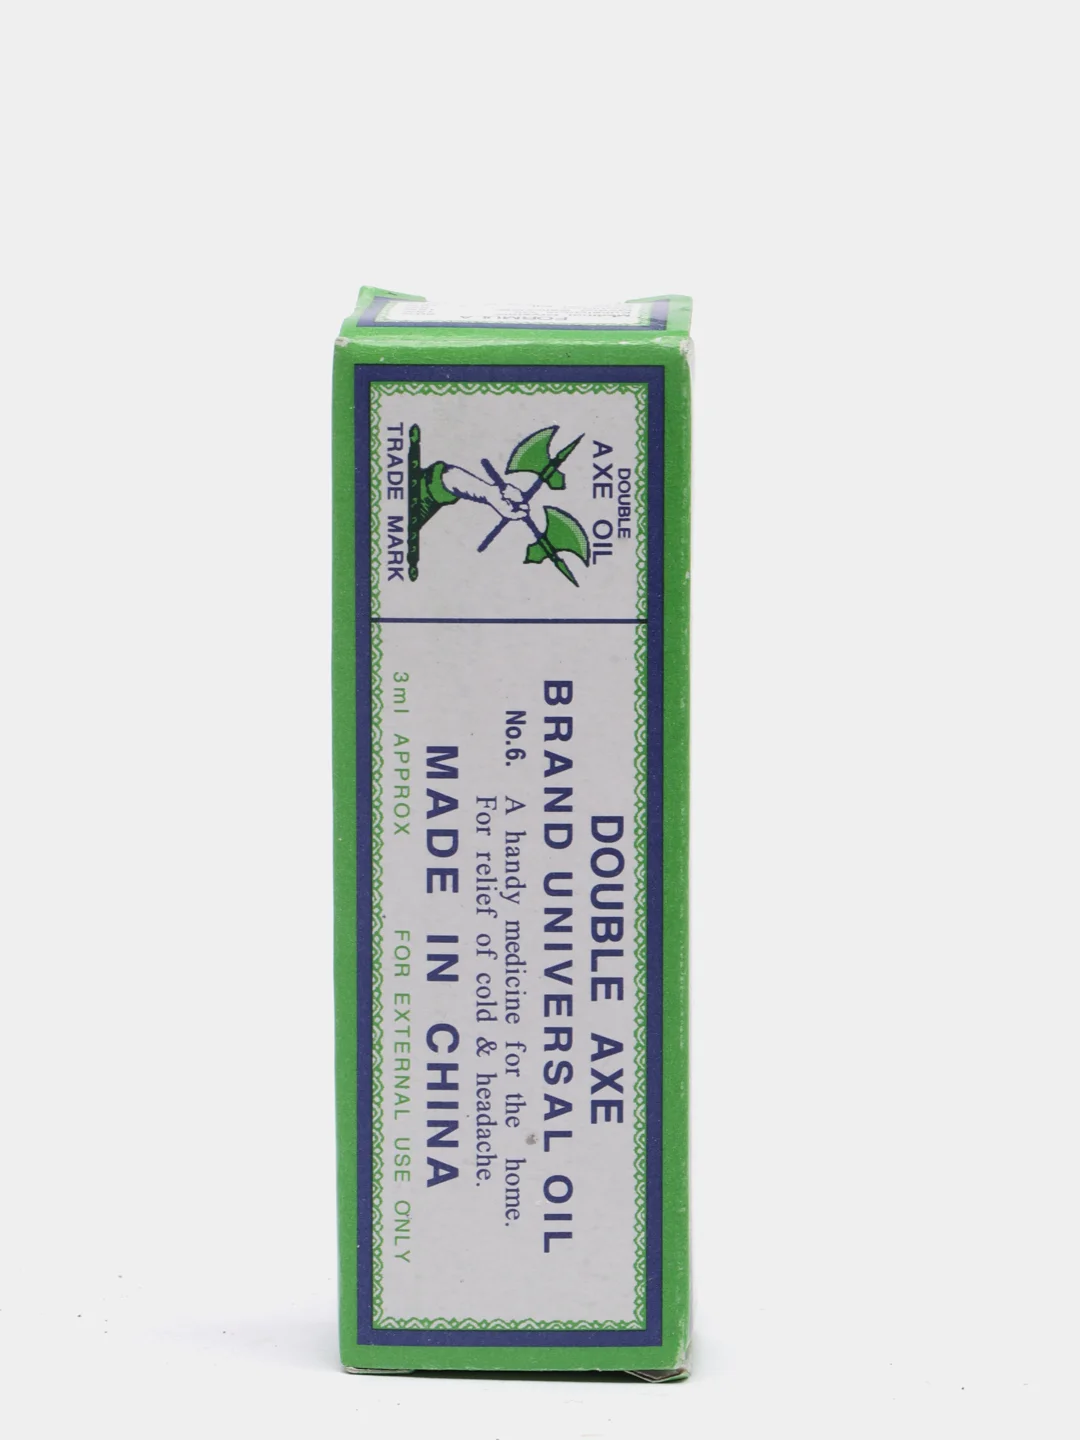 DOUBLE
AXE OIL
TRADE MARK
DOUBLE AXE
BRAND UNIVERSAL OIL
No.6. A handy medicine for the home.
For relief of cold & headache.
MADE IN CHINA
3ml APPROX FOR EXTERNAL USE ONLY
FORMULA